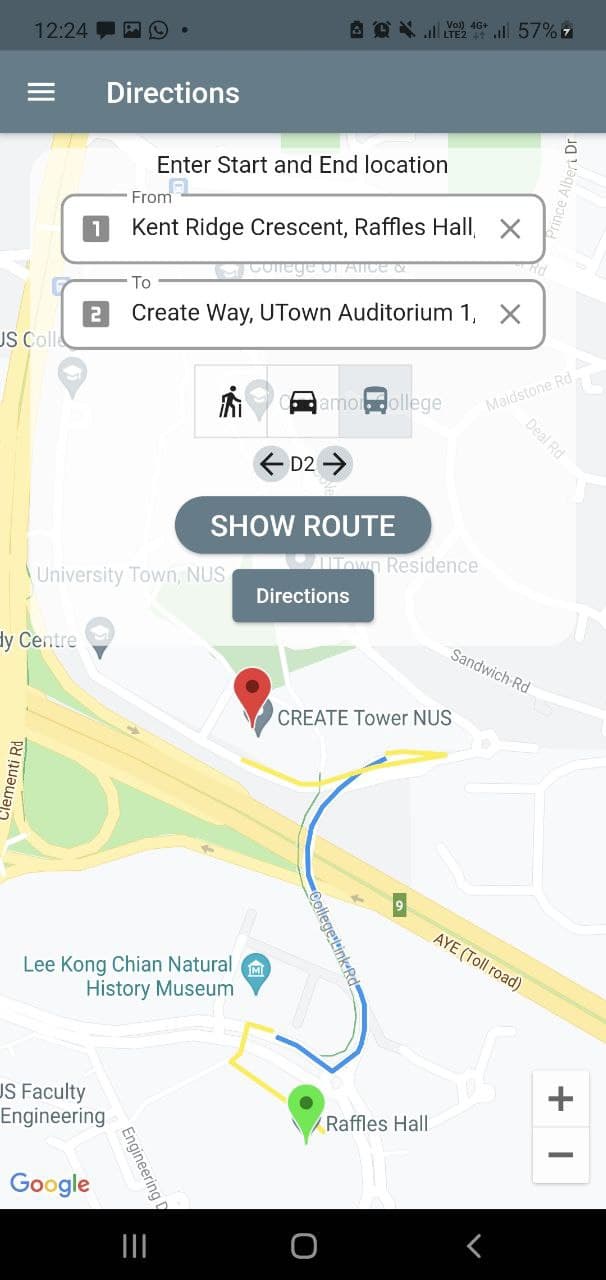 12:24
Vo)) 4G+
LTE2 57%
Directions
Prince Albert Dr
Enter Start and End location
From
1 Kent Ridge Crescent, Raffles Hall,
College of Alice &
Rd
To
2 Create Way, UTown Auditorium 1,
US Colle
Maidstone Rd
College
Deal Rd
D2
SHOW ROUTE
UTown Residence
University Town, NUS
Directions
dy Centre
Sandwich Rd
CREATE Tower NUS
Clementi Rd
9
College Link Rd
AYE (Toll road)
Lee Kong Chian Natural
History Museum
US Faculty
Engineering
Raffles Hall
Engineering D
+
−
Google